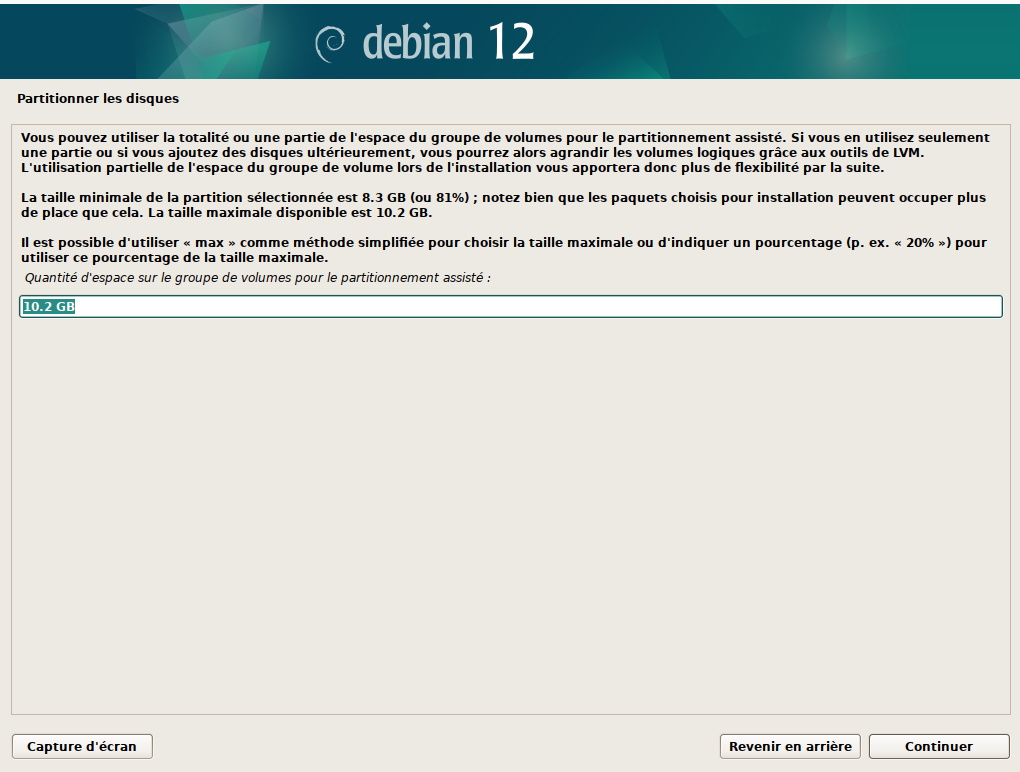 debian 12
Partitionner les disques
Vous pouvez utiliser la totalité ou une partie de l'espace du groupe de volumes pour le partitionnement assisté. Si vous en utilisez seulement
une partie ou si vous ajoutez des disques ultérieurement, vous pourrez alors agrandir les volumes logiques grâce aux outils de LVM.
L'utilisation partielle de l'espace du groupe de volume lors de l'installation vous apportera donc plus de flexibilité par la suite.
La taille minimale de la partition sélectionnée est 8.3 GB (ou 81%) ; notez bien que les paquets choisis pour installation peuvent occuper plus
de place que cela. La taille maximale disponible est 10.2 GB.
Il est possible d'utiliser « max » comme méthode simplifiée pour choisir la taille maximale ou d'indiquer un pourcentage (p. ex. « 20% ») pour
utiliser ce pourcentage de la taille maximale.
Quantité d'espace sur le groupe de volumes pour le partitionnement assisté :
10.2 GB
Capture d'écran
Revenir en arrière
Continuer